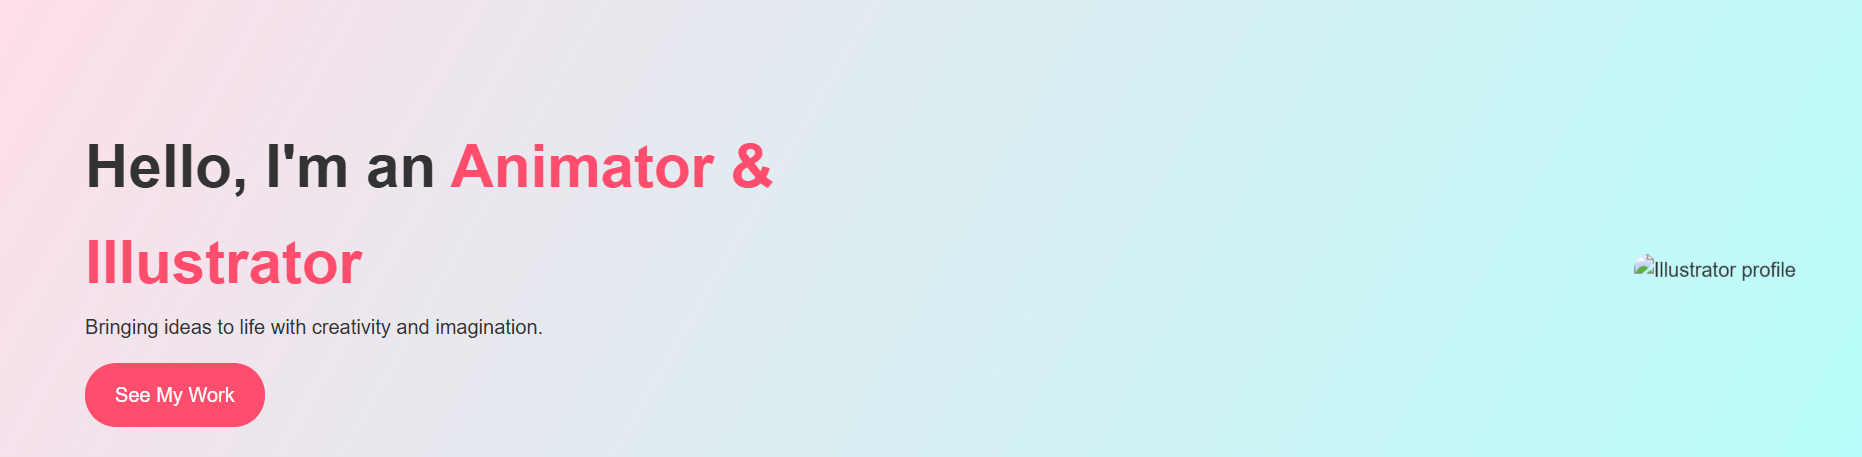 Hello, I'm an Animator &
Illustrator
Illustrator profile
Bringing ideas to life with creativity and imagination.
See My Work